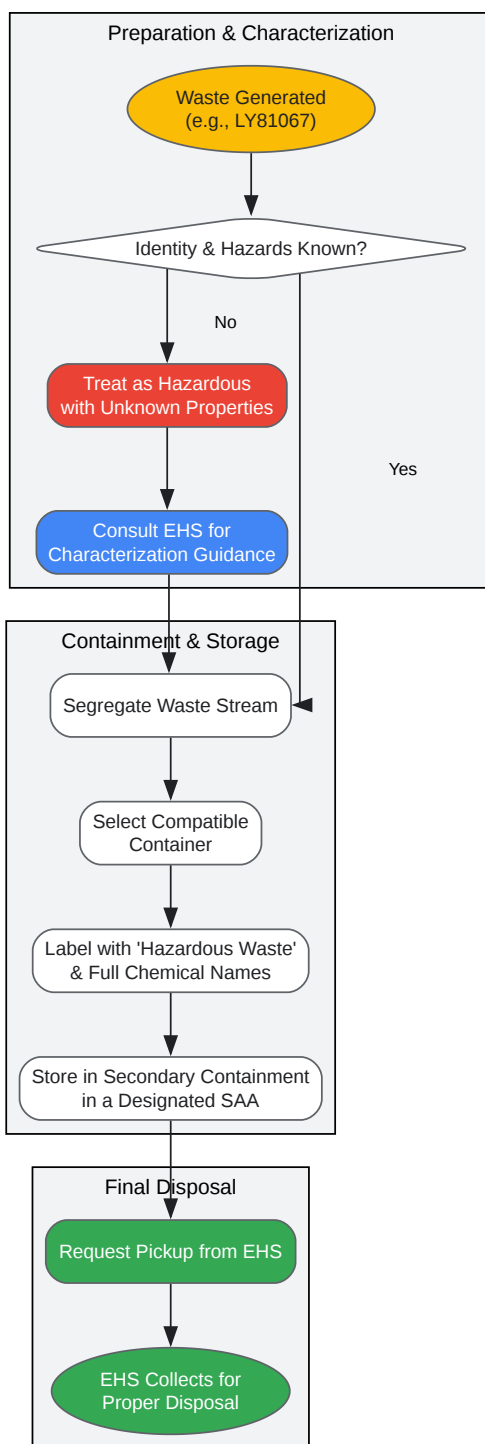 Preparation & Characterization
Waste Generated
(e.g., LY81067)
Identity & Hazards Known?
No
Treat as Hazardous
with Unknown Properties
Yes
Consult EHS for
Characterization Guidance
Containment & Storage
Segregate Waste Stream
Select Compatible
Container
Label with 'Hazardous Waste'
& Full Chemical Names
Store in Secondary Containment
in a Designated SAA
Final Disposal
Request Pickup from EHS
EHS Collects for
Proper Disposal